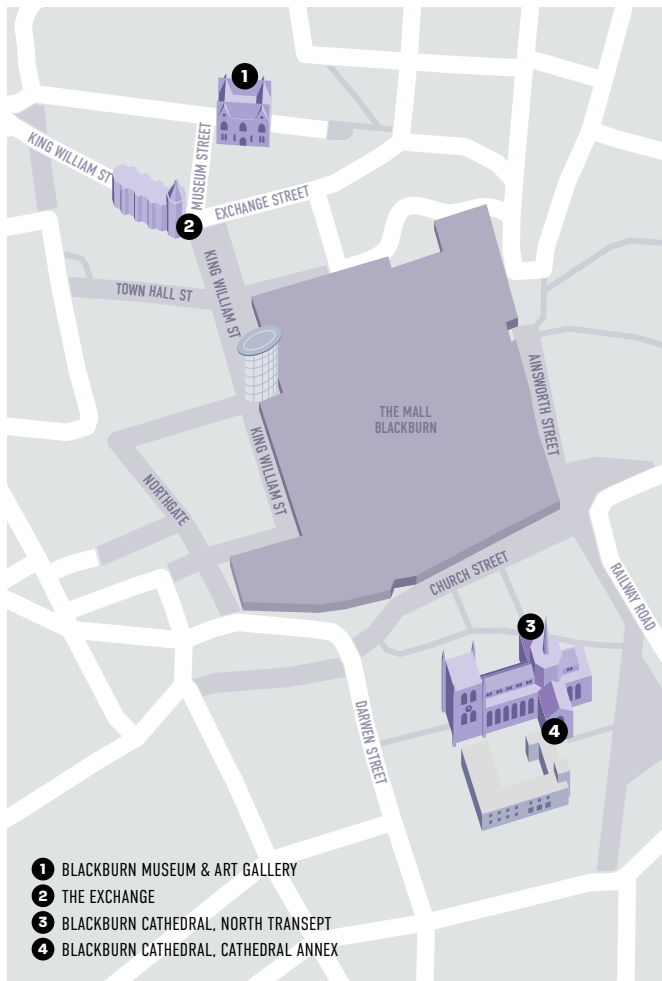 1
KING WILLIAM ST
MUSEUM STREET
EXCHANGE STREET
2
KING WILLIAM ST
TOWN HALL ST
THE MALL
BLACKBURN
AINSWORTH STREET
KING WILLIAM ST
NORTHGATE
CHURCH STREET
RAILWAY ROAD
3
DARWEN STREET
4
1 BLACKBURN MUSEUM & ART GALLERY
2 THE EXCHANGE
3 BLACKBURN CATHEDRAL, NORTH TRANSEPT
4 BLACKBURN CATHEDRAL, CATHEDRAL ANNEX